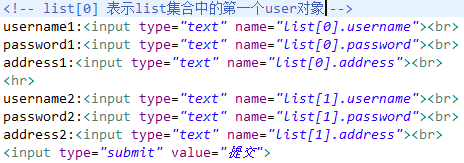 <!-- list[0] 表示list集合中的第一个user对象-->
username1:<input type="text" name="list[0].username"><br>
password1:<input type="text" name="list[0].password"><br>
address1:<input type="text" name="list[0].address"><br>
<hr>
username2:<input type="text" name="list[1].username"><br>
password2:<input type="text" name="list[1].password"><br>
address2:<input type="text" name="list[1].address"><br>
<input type="submit" value="提交">